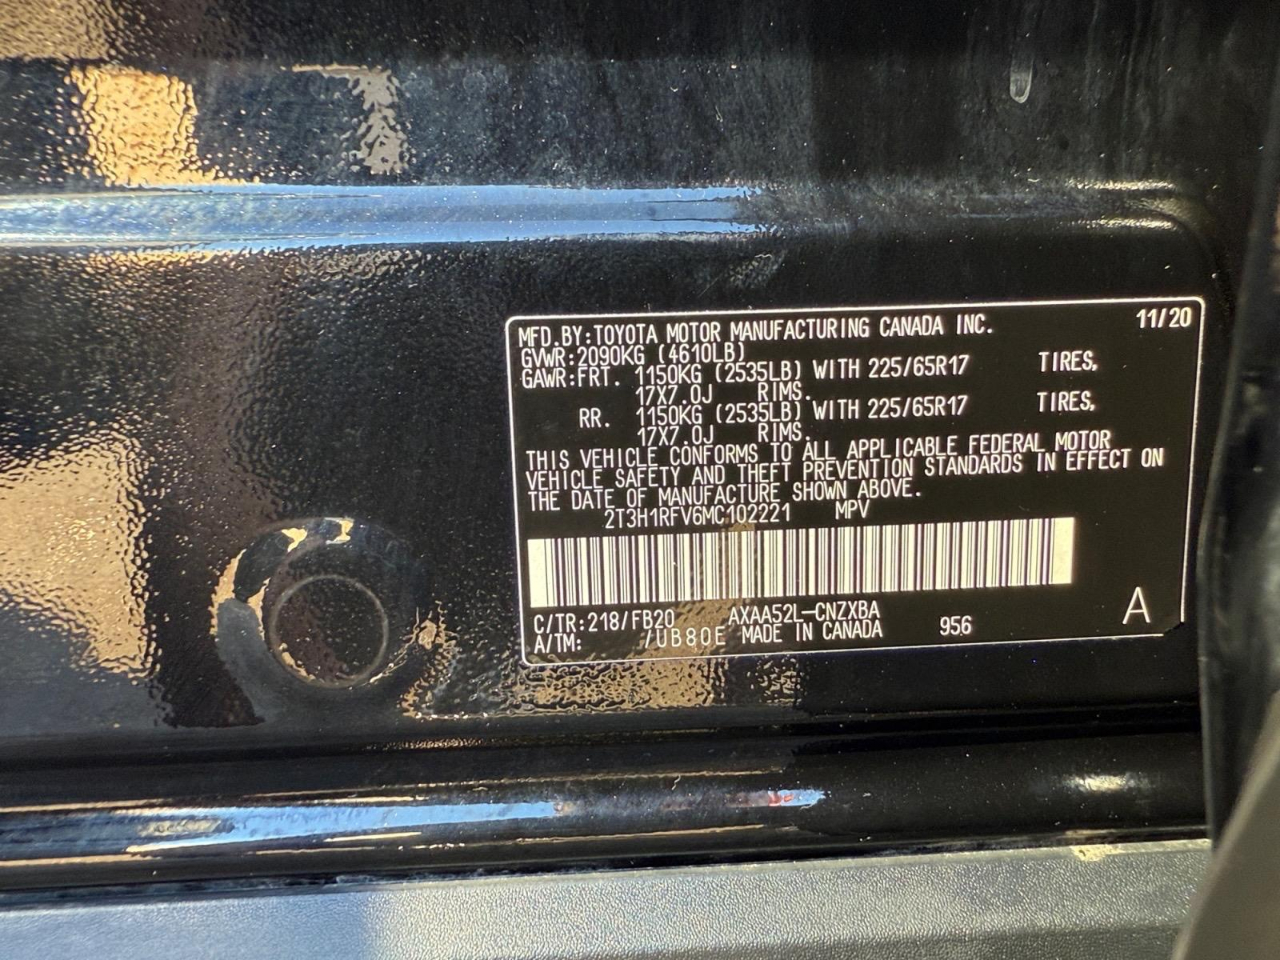 MFD.BY:TOYOTA MOTOR MANUFACTURING CANADA INC. 11/20
GVWR:2090KG (4610LB)
GAWR:FRT. 1150KG (2535LB) WITH 225/65R17 TIRES,
17X7.0J RIMS.
RR. 1150KG (2535LB) WITH 225/65R17 TIRES,
17X7.0J RIMS.
THIS VEHICLE CONFORMS TO ALL APPLICABLE FEDERAL MOTOR
VEHICLE SAFETY AND THEFT PREVENTION STANDARDS IN EFFECT ON
THE DATE OF MANUFACTURE SHOWN ABOVE.
2T3H1RFV6MC102221 MPV
C/TR:218/FB20 AXAA52L-CNZXBA
A/TM: /UB80E MADE IN CANADA 956 A